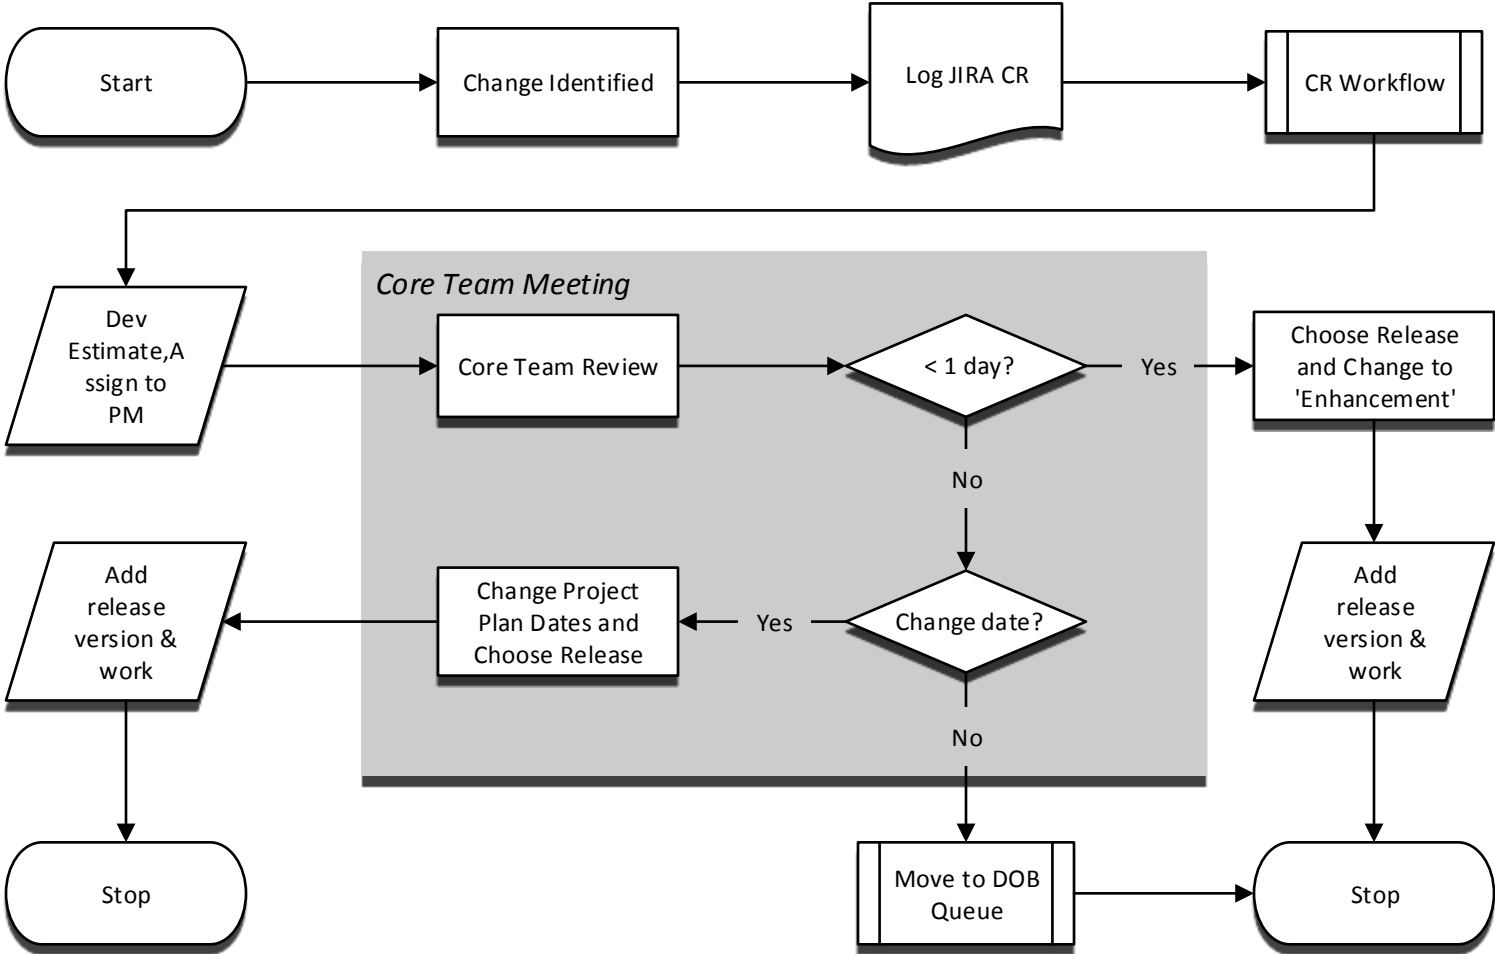 Start
Change Identified
Log JIRA CR
CR Workflow
Core Team Meeting
Dev
Estimate,A
ssign to
PM
Core Team Review
< 1 day?
Yes
Choose Release
and Change to
'Enhancement'
No
Add
release
version &
work
Change Project
Plan Dates and
Choose Release
Yes
Change date?
Add
release
version &
work
No
Stop
Move to DOB
Queue
Stop